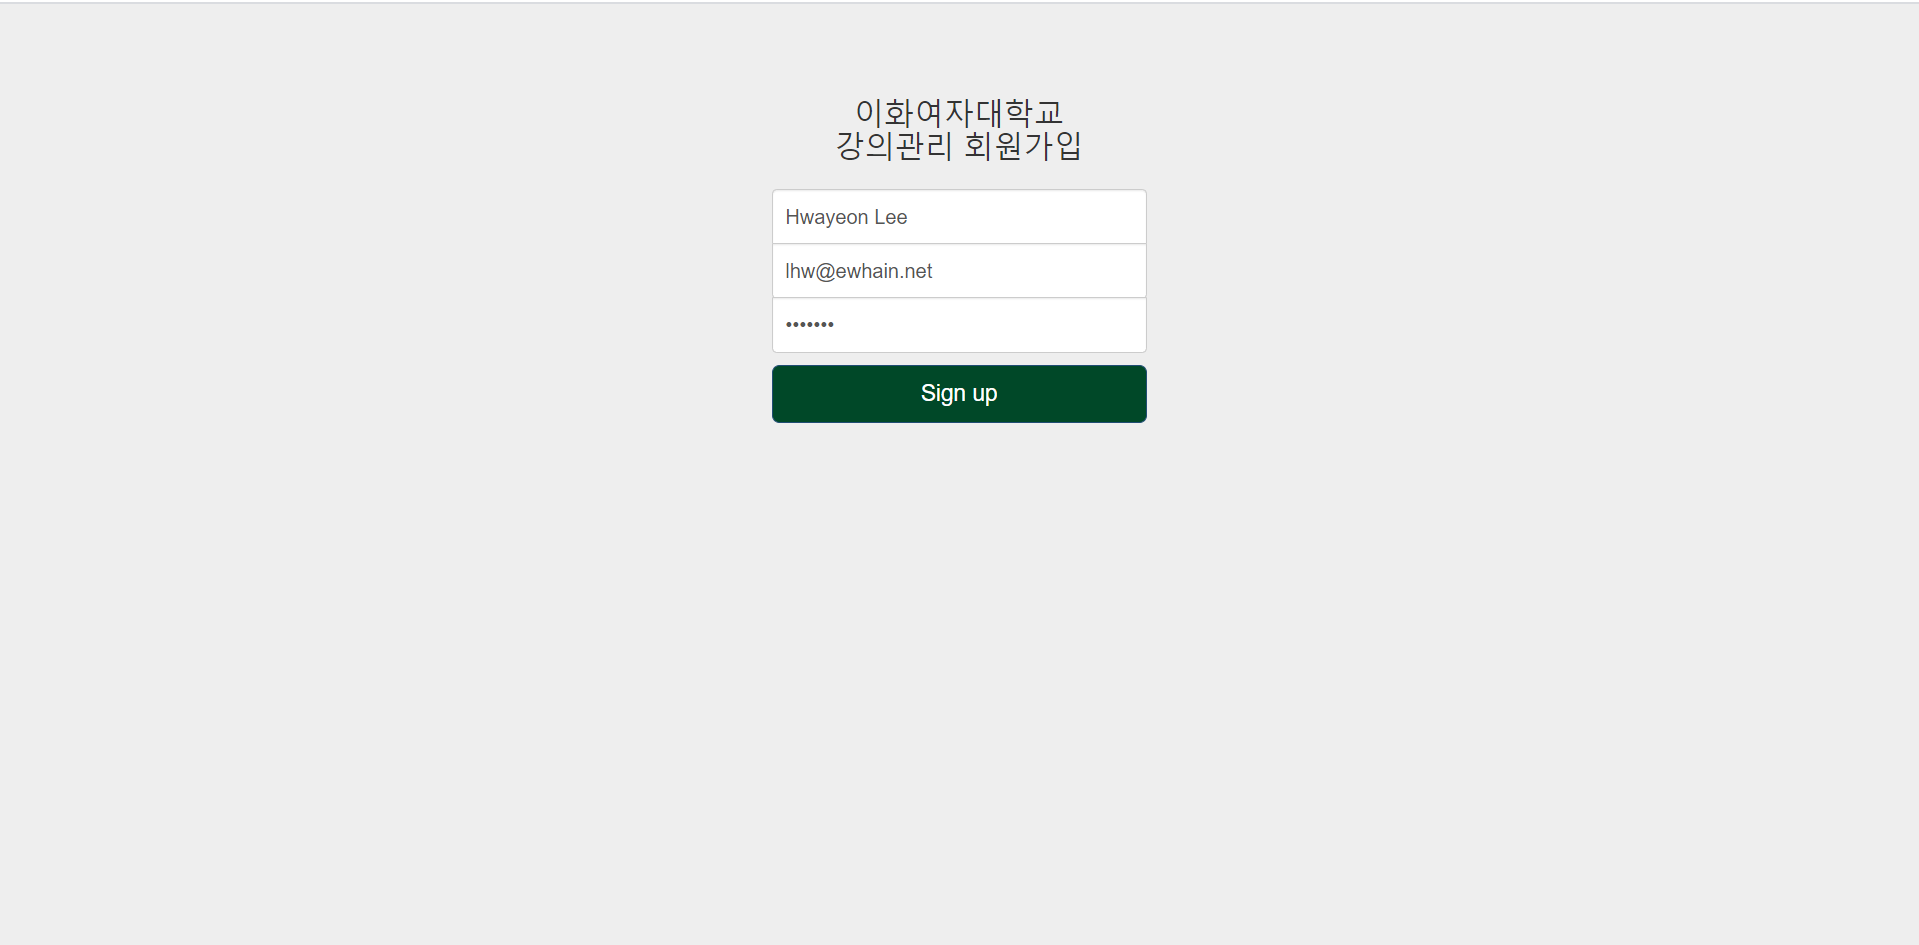 이화여자대학교
강의관리 회원가입
Hwayeon Lee
lhw@ewhain.net
•••••••
Sign up